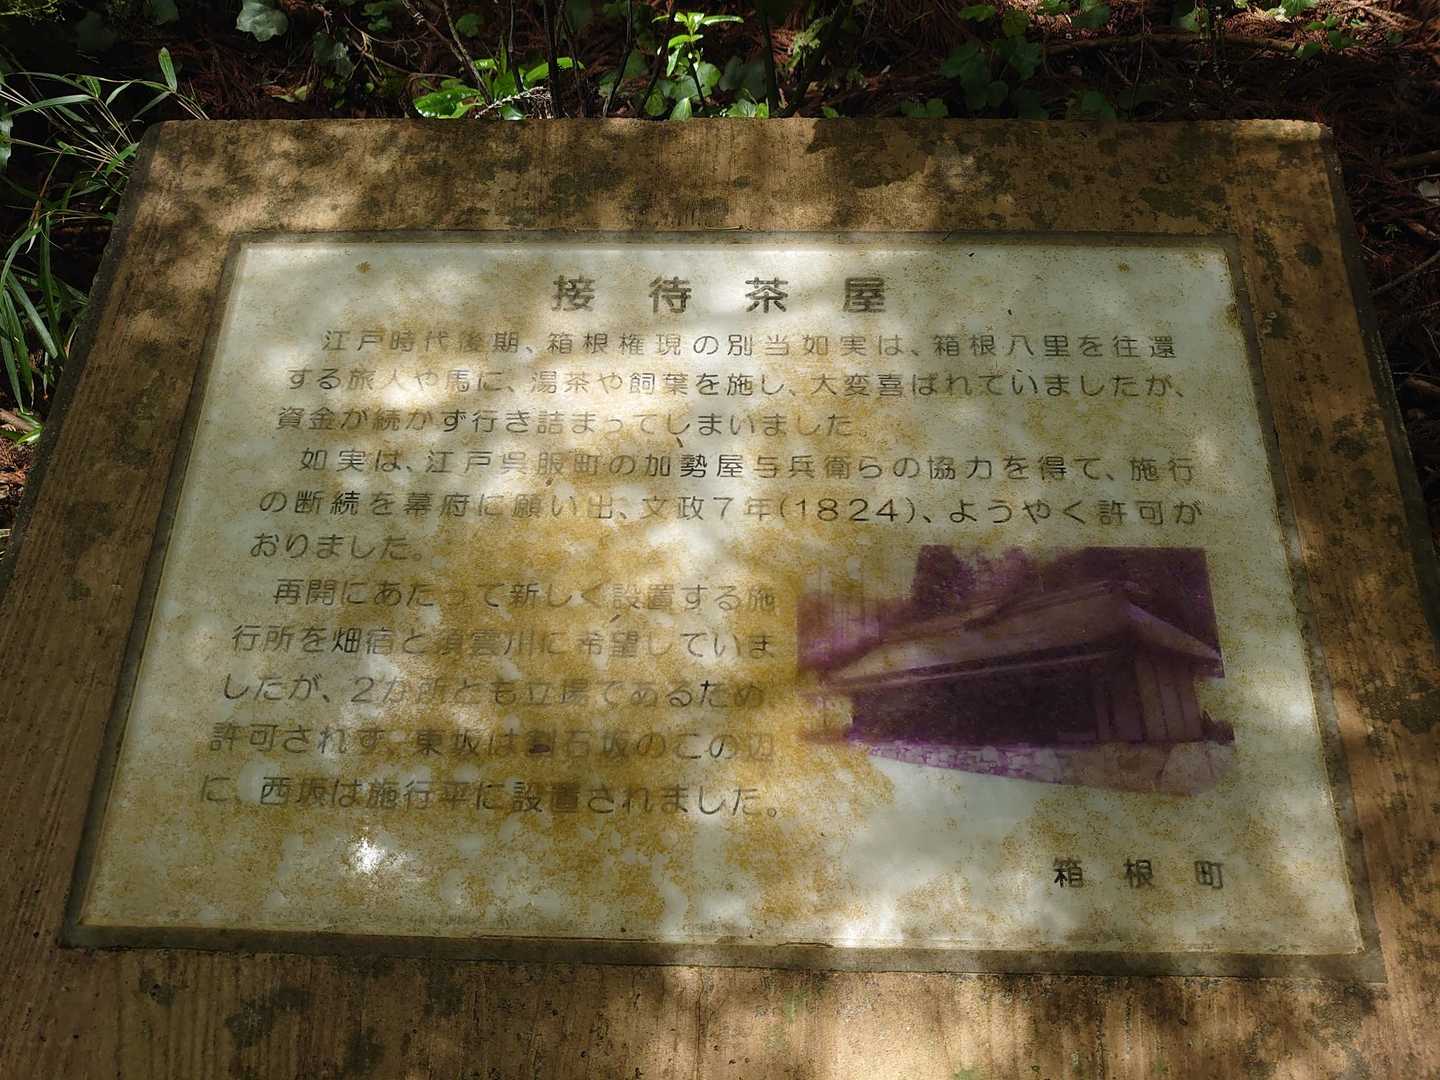 接待茶屋
江戸時代後期、箱根権現の別当如実は、箱根八里を往還
する旅人や馬に、湯茶や飼葉を施し、大変喜ばれていましたが、
資金が続かず行き詰まってしまいました。
如実は、江戸呉服町の加勢屋与兵衛らの協力を得て、施行
の断続を幕府に願い出、文政7年(1824)、ようやく許可が
おりました。
再開にあたって新しく設置する施
行所を畑宿と須雲川に希望していま
したが、2か所とも立場であるため、
許可されず、東坂は割石坂のこの辺
に、西坂は施行平に設置されました。
箱根町